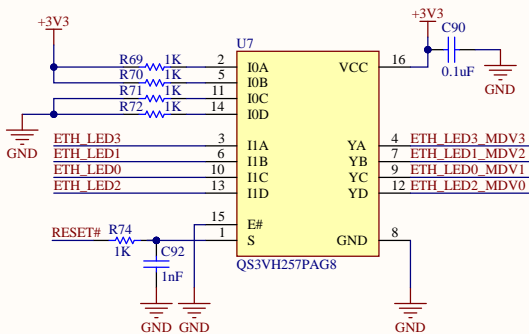 +3V3
R69 1K
R70 1K
R71 1K
R72 1K
GND
U7
2 I0A
5 I0B
11 I0C
14 I0D
VCC 16
+3V3
C90
0.1uF
GND
ETH_LED3 3 I1A
ETH_LED1 6 I1B
ETH_LED0 10 I1C
ETH_LED2 13 I1D
YA 4 ETH_LED3_MDV3
YB 7 ETH_LED1_MDV2
YC 9 ETH_LED0_MDV1
YD 12 ETH_LED2_MDV0
15 E#
RESET# R74 1K 1 S
GND 8
C92
1nF
QS3VH257PAG8
GND
GND
GND